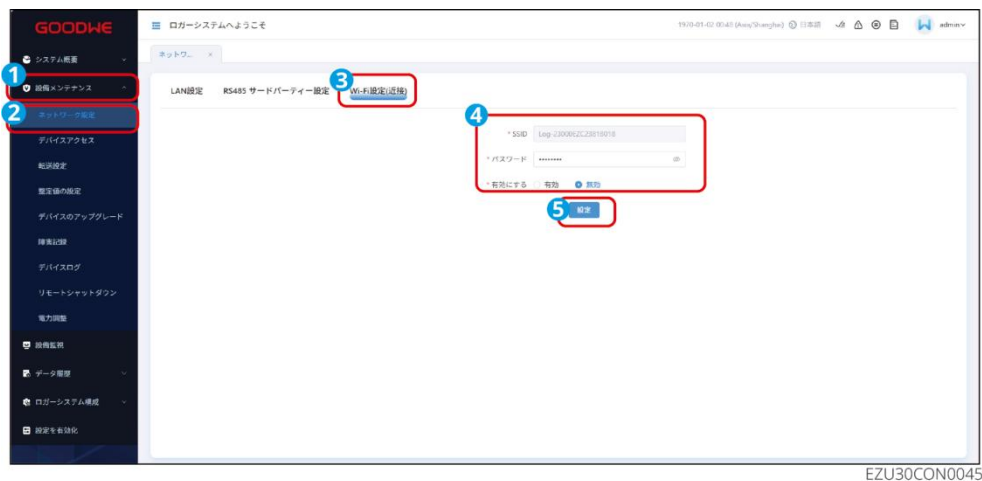 GOODWE
ロガーシステムへようこそ
日本語
admin
ネットワ... ×
システム概要
1
設備メンテナンス
2
ネットワーク設定
デバイスアクセス
転送設定
整定値の設定
デバイスのアップグレード
障害記録
デバイスログ
リモートシャットダウン
電力調整
設備監視
データ履歴
ロガーシステム構成
設定を有効化
LAN設定 RS485 サードパーティー設定 3 Wi-Fi設定(近接)
4
* SSID
* パスワード ••••••••
* 有効にする 有効 無効
5 設定
EZU30CON0045